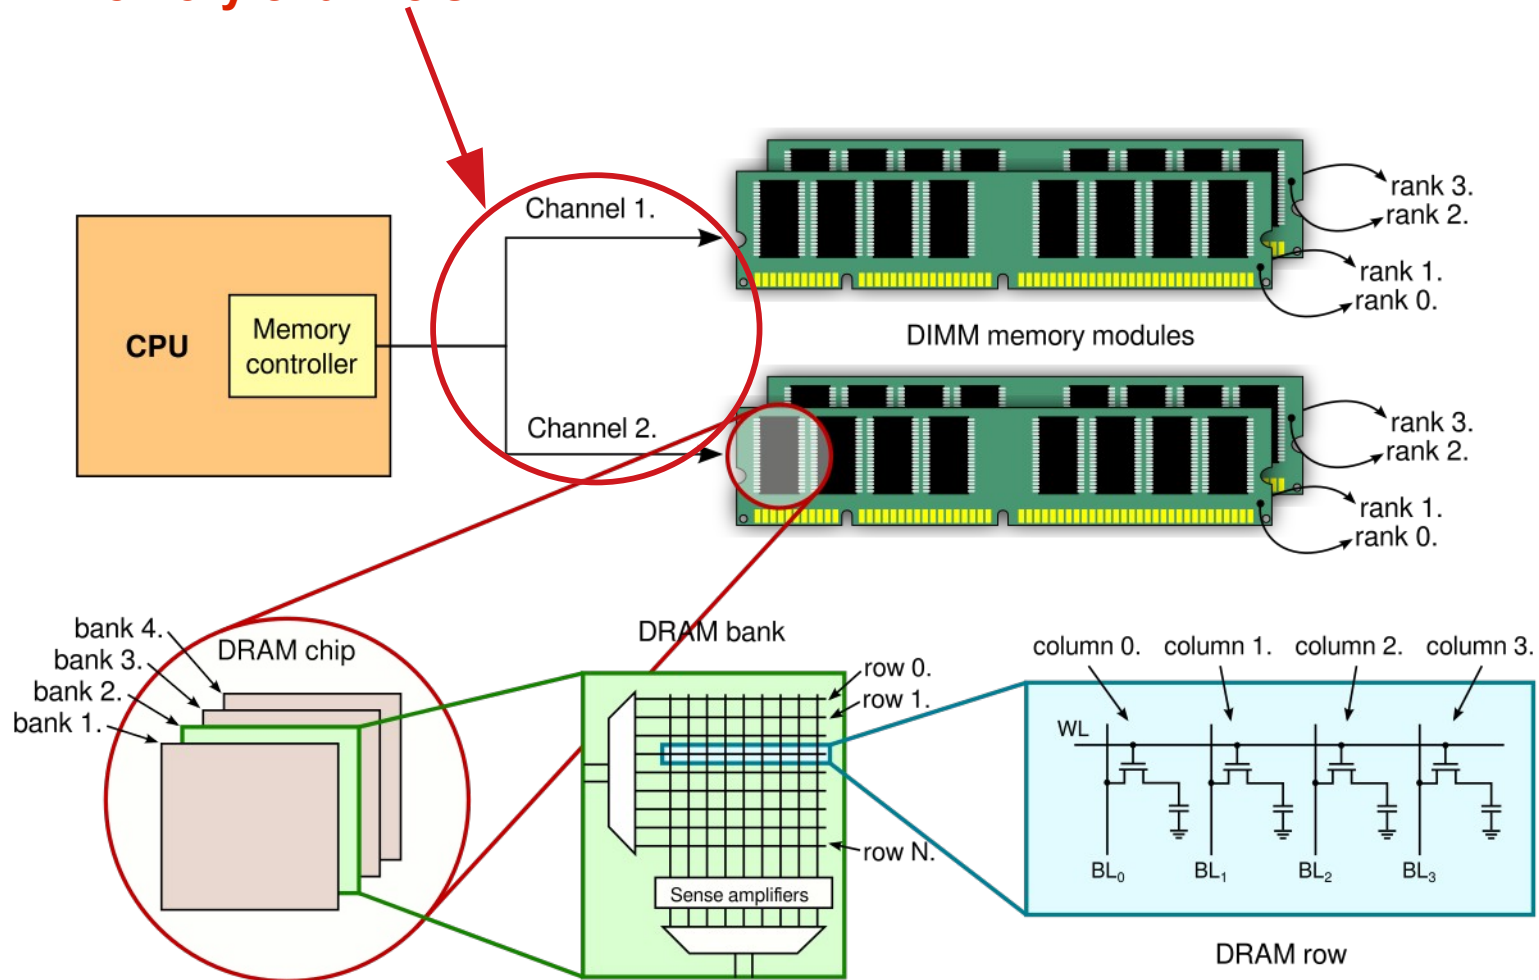 Channel 1.
rank 3.
rank 2.
rank 1.
rank 0.
CPU
Memory
controller
DIMM memory modules
Channel 2.
rank 3.
rank 2.
rank 1.
rank 0.
bank 4.
bank 3.
bank 2.
bank 1.
DRAM chip
DRAM bank
row 0.
row 1.
row N.
Sense amplifiers
column 0. column 1. column 2. column 3.
WL
BL0 BL1 BL2 BL3
DRAM row